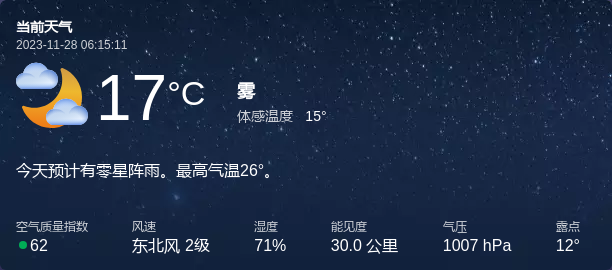 当前天气
2023-11-28 06:15:11
17°C
雾
体感温度 15°
今天预计有零星阵雨。最高气温26°。
空气质量指数 风速 湿度 能见度 气压 露点
62 东北风 2级 71% 30.0 公里 1007 hPa 12°